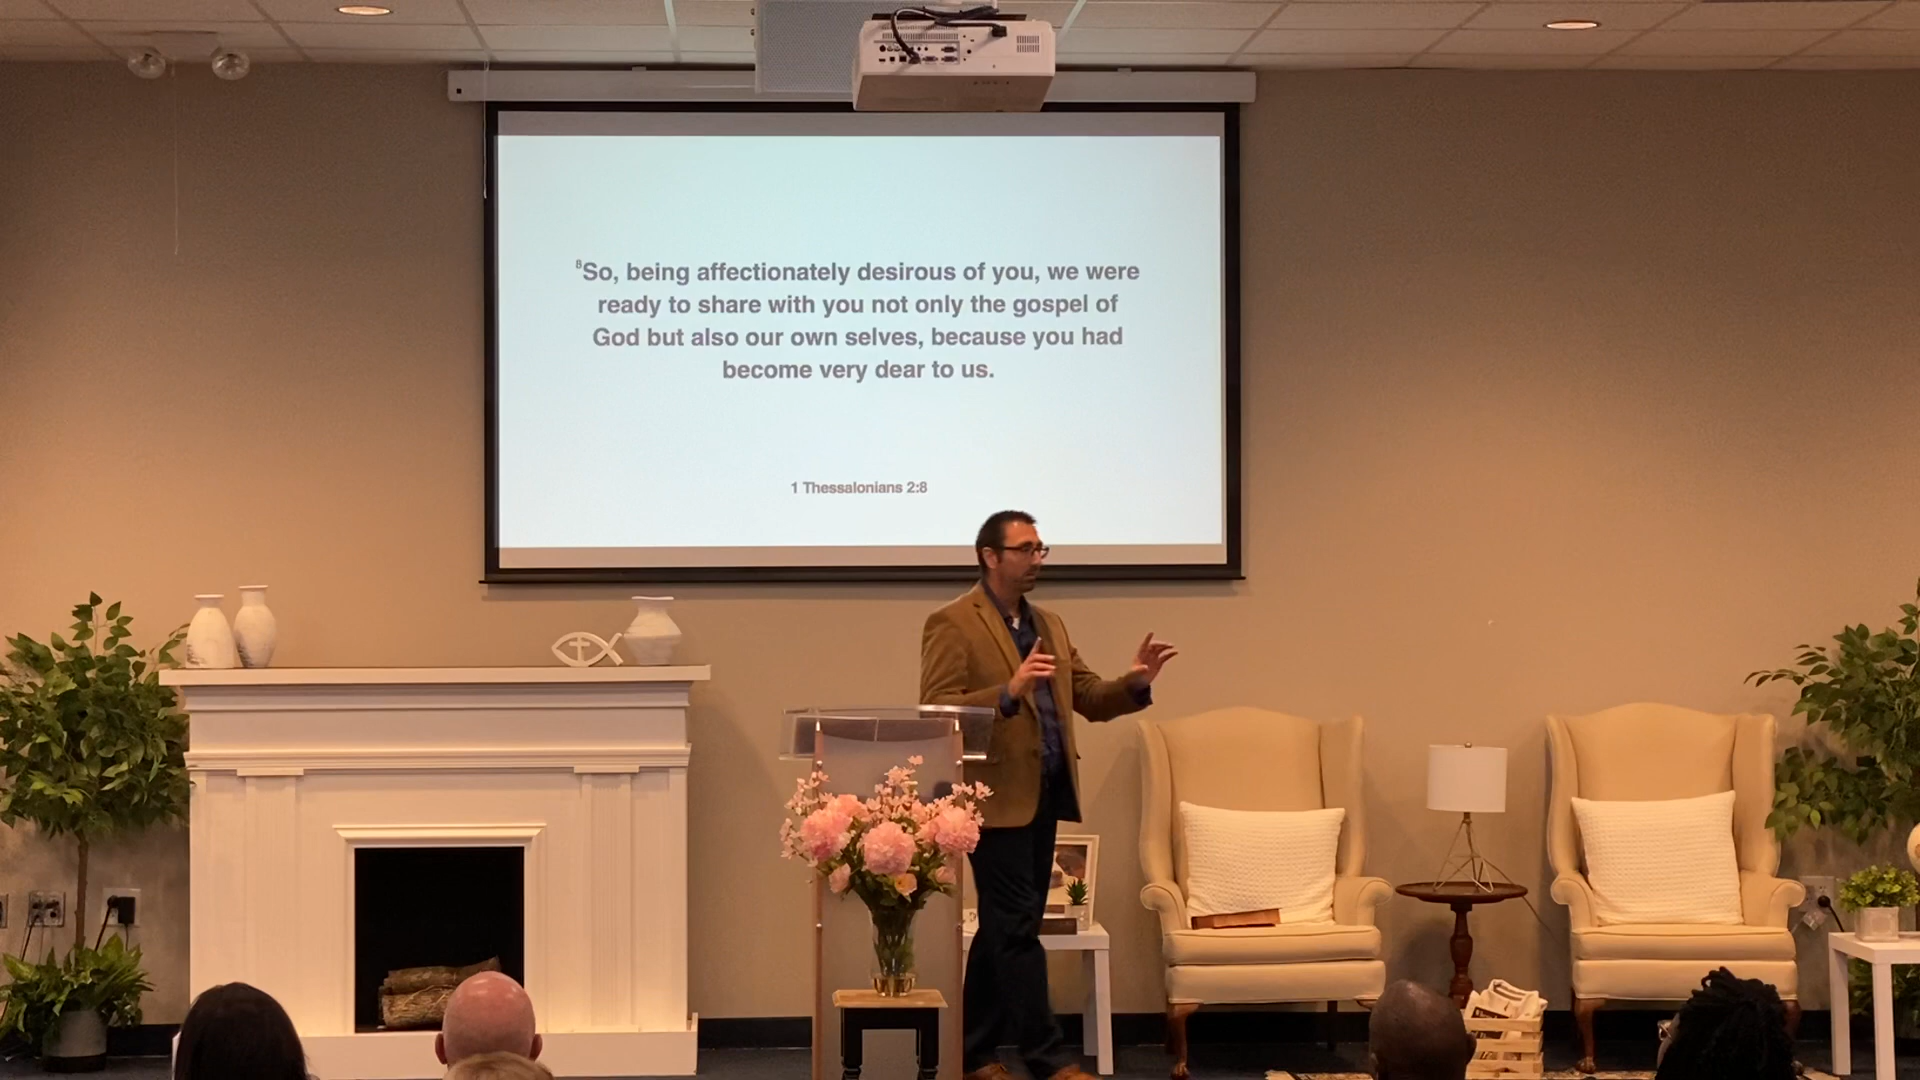 ⁸So, being affectionately desirous of you, we were
ready to share with you not only the gospel of
God but also our own selves, because you had
become very dear to us.
1 Thessalonians 2:8